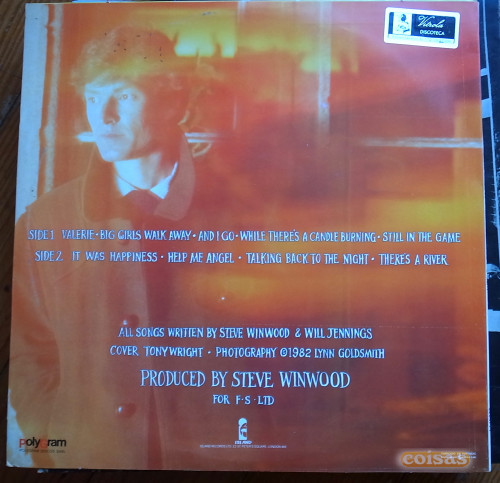 Vitrola
DISCOTECA
SIDE 1 VALERIE • BIG GIRLS WALK AWAY • AND I GO • WHILE THERE'S A CANDLE BURNING • STILL IN THE GAME
SIDE 2 IT WAS HAPPINESS • HELP ME ANGEL • TALKING BACK TO THE NIGHT • THERE'S A RIVER
ALL SONGS WRITTEN BY STEVE WINWOOD & WILL JENNINGS
COVER TONY WRIGHT • PHOTOGRAPHY ©1982 LYNN GOLDSMITH
PRODUCED BY STEVE WINWOOD
FOR F•S•LTD
ISLAND
polygram
coisas